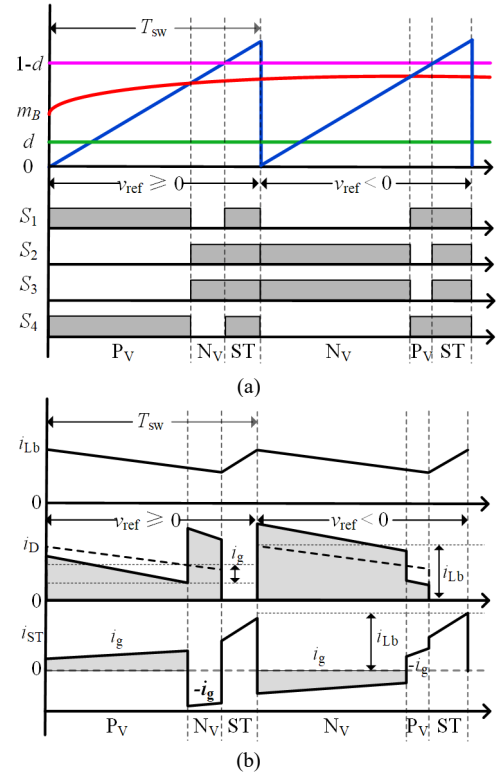 T_sw
1-d
m_B
d
0
v_ref ≥ 0
v_ref < 0
S_1
S_2
S_3
S_4
P_V
N_V
ST
N_V
P_V
ST
(a)
T_sw
i_Lb
0
v_ref ≥ 0
v_ref < 0
i_D
i_g
i_Lb
0
i_ST
i_g
i_Lb
i_g
-i_g
0
-i_g
P_V
N_V
ST
N_V
P_V
ST
(b)